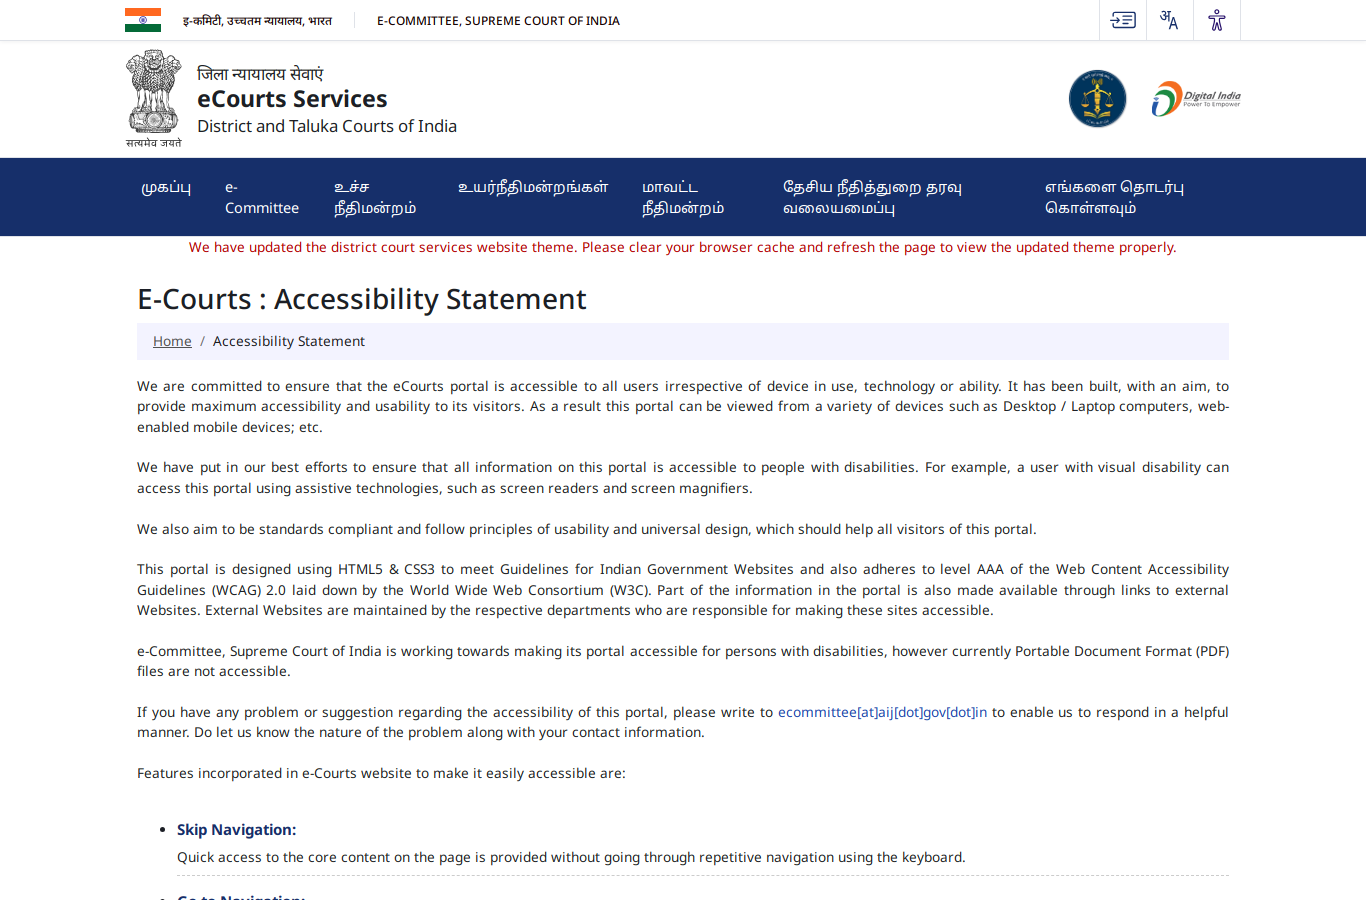 इ-कमिटी, उच्चतम न्यायालय, भारत
E-COMMITTEE, SUPREME COURT OF INDIA
अ A
जिला न्यायालय सेवाएं
eCourts Services
District and Taluka Courts of India
सत्यमेव जयते
Digital India
Power To Empower
முகப்பு
e-
Committee
உச்ச
நீதிமன்றம்
உயர்நீதிமன்றங்கள்
மாவட்ட
நீதிமன்றம்
தேசிய நீதித்துறை தரவு
வலையமைப்பு
எங்களை தொடர்பு
கொள்ளவும்
We have updated the district court services website theme. Please clear your browser cache and refresh the page to view the updated theme properly.
E-Courts : Accessibility Statement
Home / Accessibility Statement
We are committed to ensure that the eCourts portal is accessible to all users irrespective of device in use, technology or ability. It has been built, with an aim, to
provide maximum accessibility and usability to its visitors. As a result this portal can be viewed from a variety of devices such as Desktop / Laptop computers, web-
enabled mobile devices; etc.
We have put in our best efforts to ensure that all information on this portal is accessible to people with disabilities. For example, a user with visual disability can
access this portal using assistive technologies, such as screen readers and screen magnifiers.
We also aim to be standards compliant and follow principles of usability and universal design, which should help all visitors of this portal.
This portal is designed using HTML5 & CSS3 to meet Guidelines for Indian Government Websites and also adheres to level AAA of the Web Content Accessibility
Guidelines (WCAG) 2.0 laid down by the World Wide Web Consortium (W3C). Part of the information in the portal is also made available through links to external
Websites. External Websites are maintained by the respective departments who are responsible for making these sites accessible.
e-Committee, Supreme Court of India is working towards making its portal accessible for persons with disabilities, however currently Portable Document Format (PDF)
files are not accessible.
If you have any problem or suggestion regarding the accessibility of this portal, please write to ecommittee[at]aij[dot]gov[dot]in to enable us to respond in a helpful
manner. Do let us know the nature of the problem along with your contact information.
Features incorporated in e-Courts website to make it easily accessible are:
Skip Navigation:
Quick access to the core content on the page is provided without going through repetitive navigation using the keyboard.
Go to Navigation: